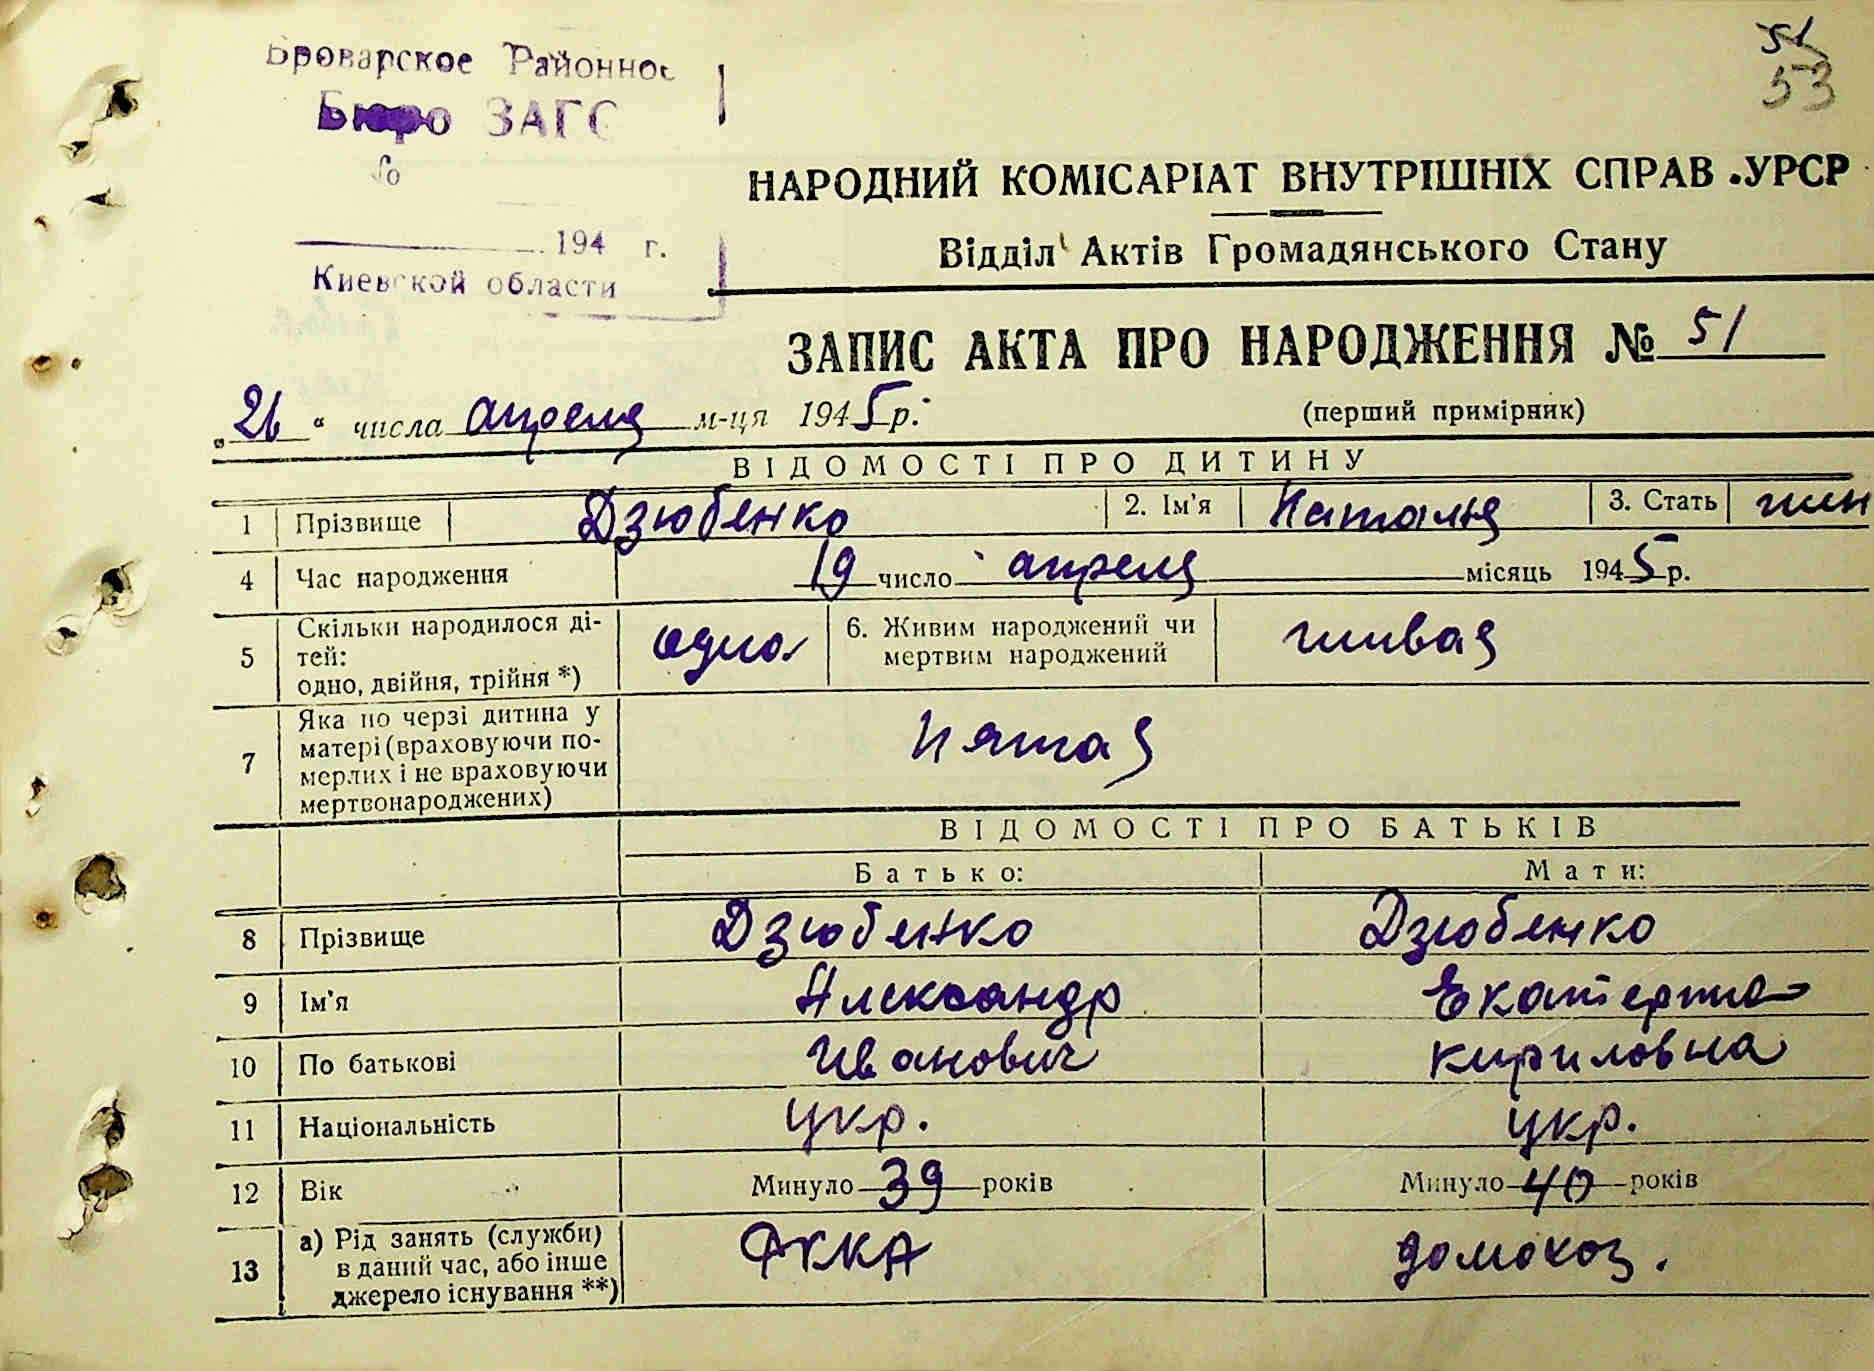 51
53
Броварское Районное
Бюро ЗАГС
194 г.
Киевской области
НАРОДНИЙ КОМІСАРІАТ ВНУТРІШНІХ СПРАВ УРСР
Відділ Актів Громадянського Стану
ЗАПИС АКТА ПРО НАРОДЖЕННЯ № 51
„26“ числа апреля м-ця 1945 р.
(перший примірник)
ВІДОМОСТІ ПРО ДИТИНУ
1 Прізвище Дзюбенко 2. Ім'я Наталья 3. Стать жин
4 Час народження 19 число апреля місяць 1945 р.
5 Скільки народилося ді-
тей:
одно, двійня, трійня *) одно
6. Живим народжений чи
мертвим народжений живая
7 Яка по черзі дитина у
матері (враховуючи по-
мерлих і не враховуючи
мертвонароджених) пятая
ВІДОМОСТІ ПРО БАТЬКІВ
Батько: Мати:
8 Прізвище Дзюбенко Дзюбенко
9 Ім'я Александр Екатерина
10 По батькові Иванович Кириловна
11 Національність укр. укр.
12 Вік Минуло 39 років Минуло 40 років
13 а) Рід занять (служби)
в даний час, або інше
джерело існування **) РККА домохоз.